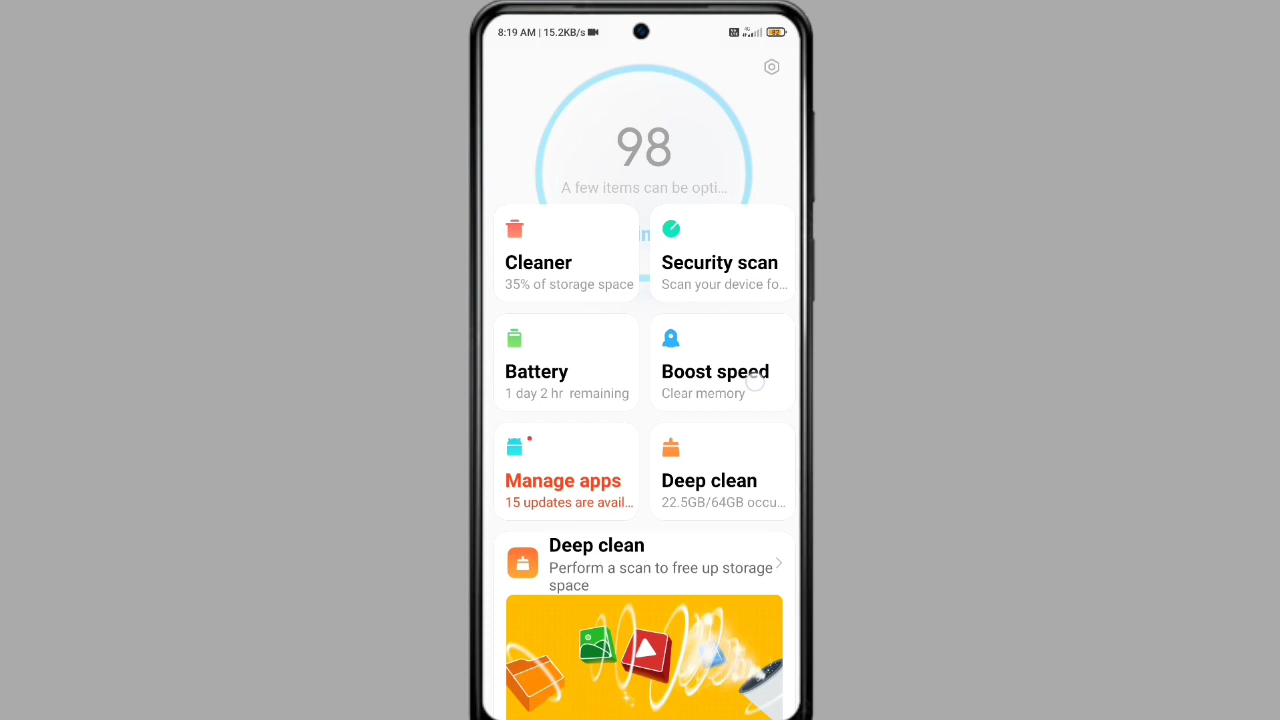 8:19 AM | 15.2KB/s
82
98
A few items can be opti...
Cleaner
35% of storage space
Security scan
Scan your device fo...
Battery
1 day 2 hr remaining
Boost speed
Clear memory
Manage apps
15 updates are avail...
Deep clean
22.5GB/64GB occu...
Deep clean
Perform a scan to free up storage
space